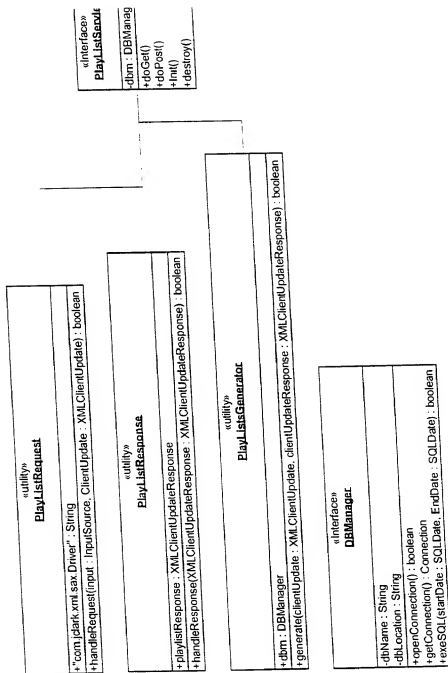 «utility»
PlayListRequest
+"com.jclark.xml.sax.Driver" : String
+handleRequest(input : InputSource, ClientUpdate : XMLClientUpdate) : boolean
«utility»
PlayListResponse
+playlistResponse : XMLClientUpdateResponse
+handleResponse(XMLClientUpdateResponse : XMLClientUpdateResponse) : boolean
«utility»
PlayListsGenerator
+dbm : DBManager
+generate(clientUpdate : XMLClientUpdate, clientUpdateResponse : XMLClientUpdateResponse) : boolean
«Interface»
DBManager
-dbName : String
-dbLocation : String
+openConnection() : boolean
+getConnection() : Connection
+exeSQL(startDate : SQLDate, EndDate : SQLDate) : boolean
«Interface»
PlayListServle
-dbm : DBManag
+doGet()
+doPost()
+Init()
+destroy()